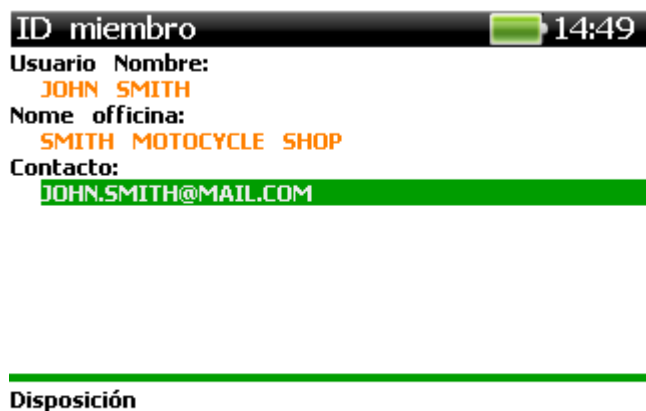 ID miembro 14:49
Usuario Nombre:
JOHN SMITH
Nome officina:
SMITH MOTOCYCLE SHOP
Contacto:
JOHN.SMITH@MAIL.COM
Disposición